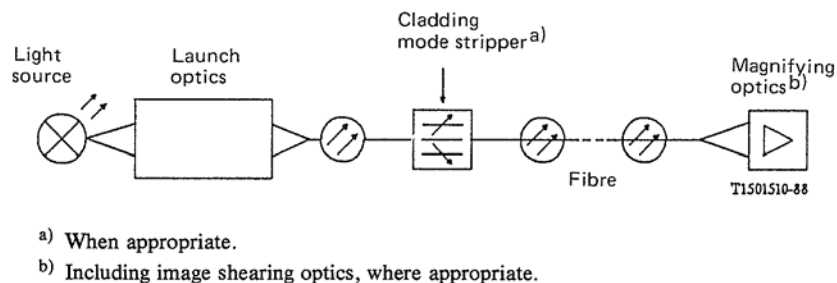 Cladding
mode stripper a)
Light
source
Launch
optics
Magnifying
optics b)
Fibre
T1501510-88
a) When appropriate.
b) Including image shearing optics, where appropriate.